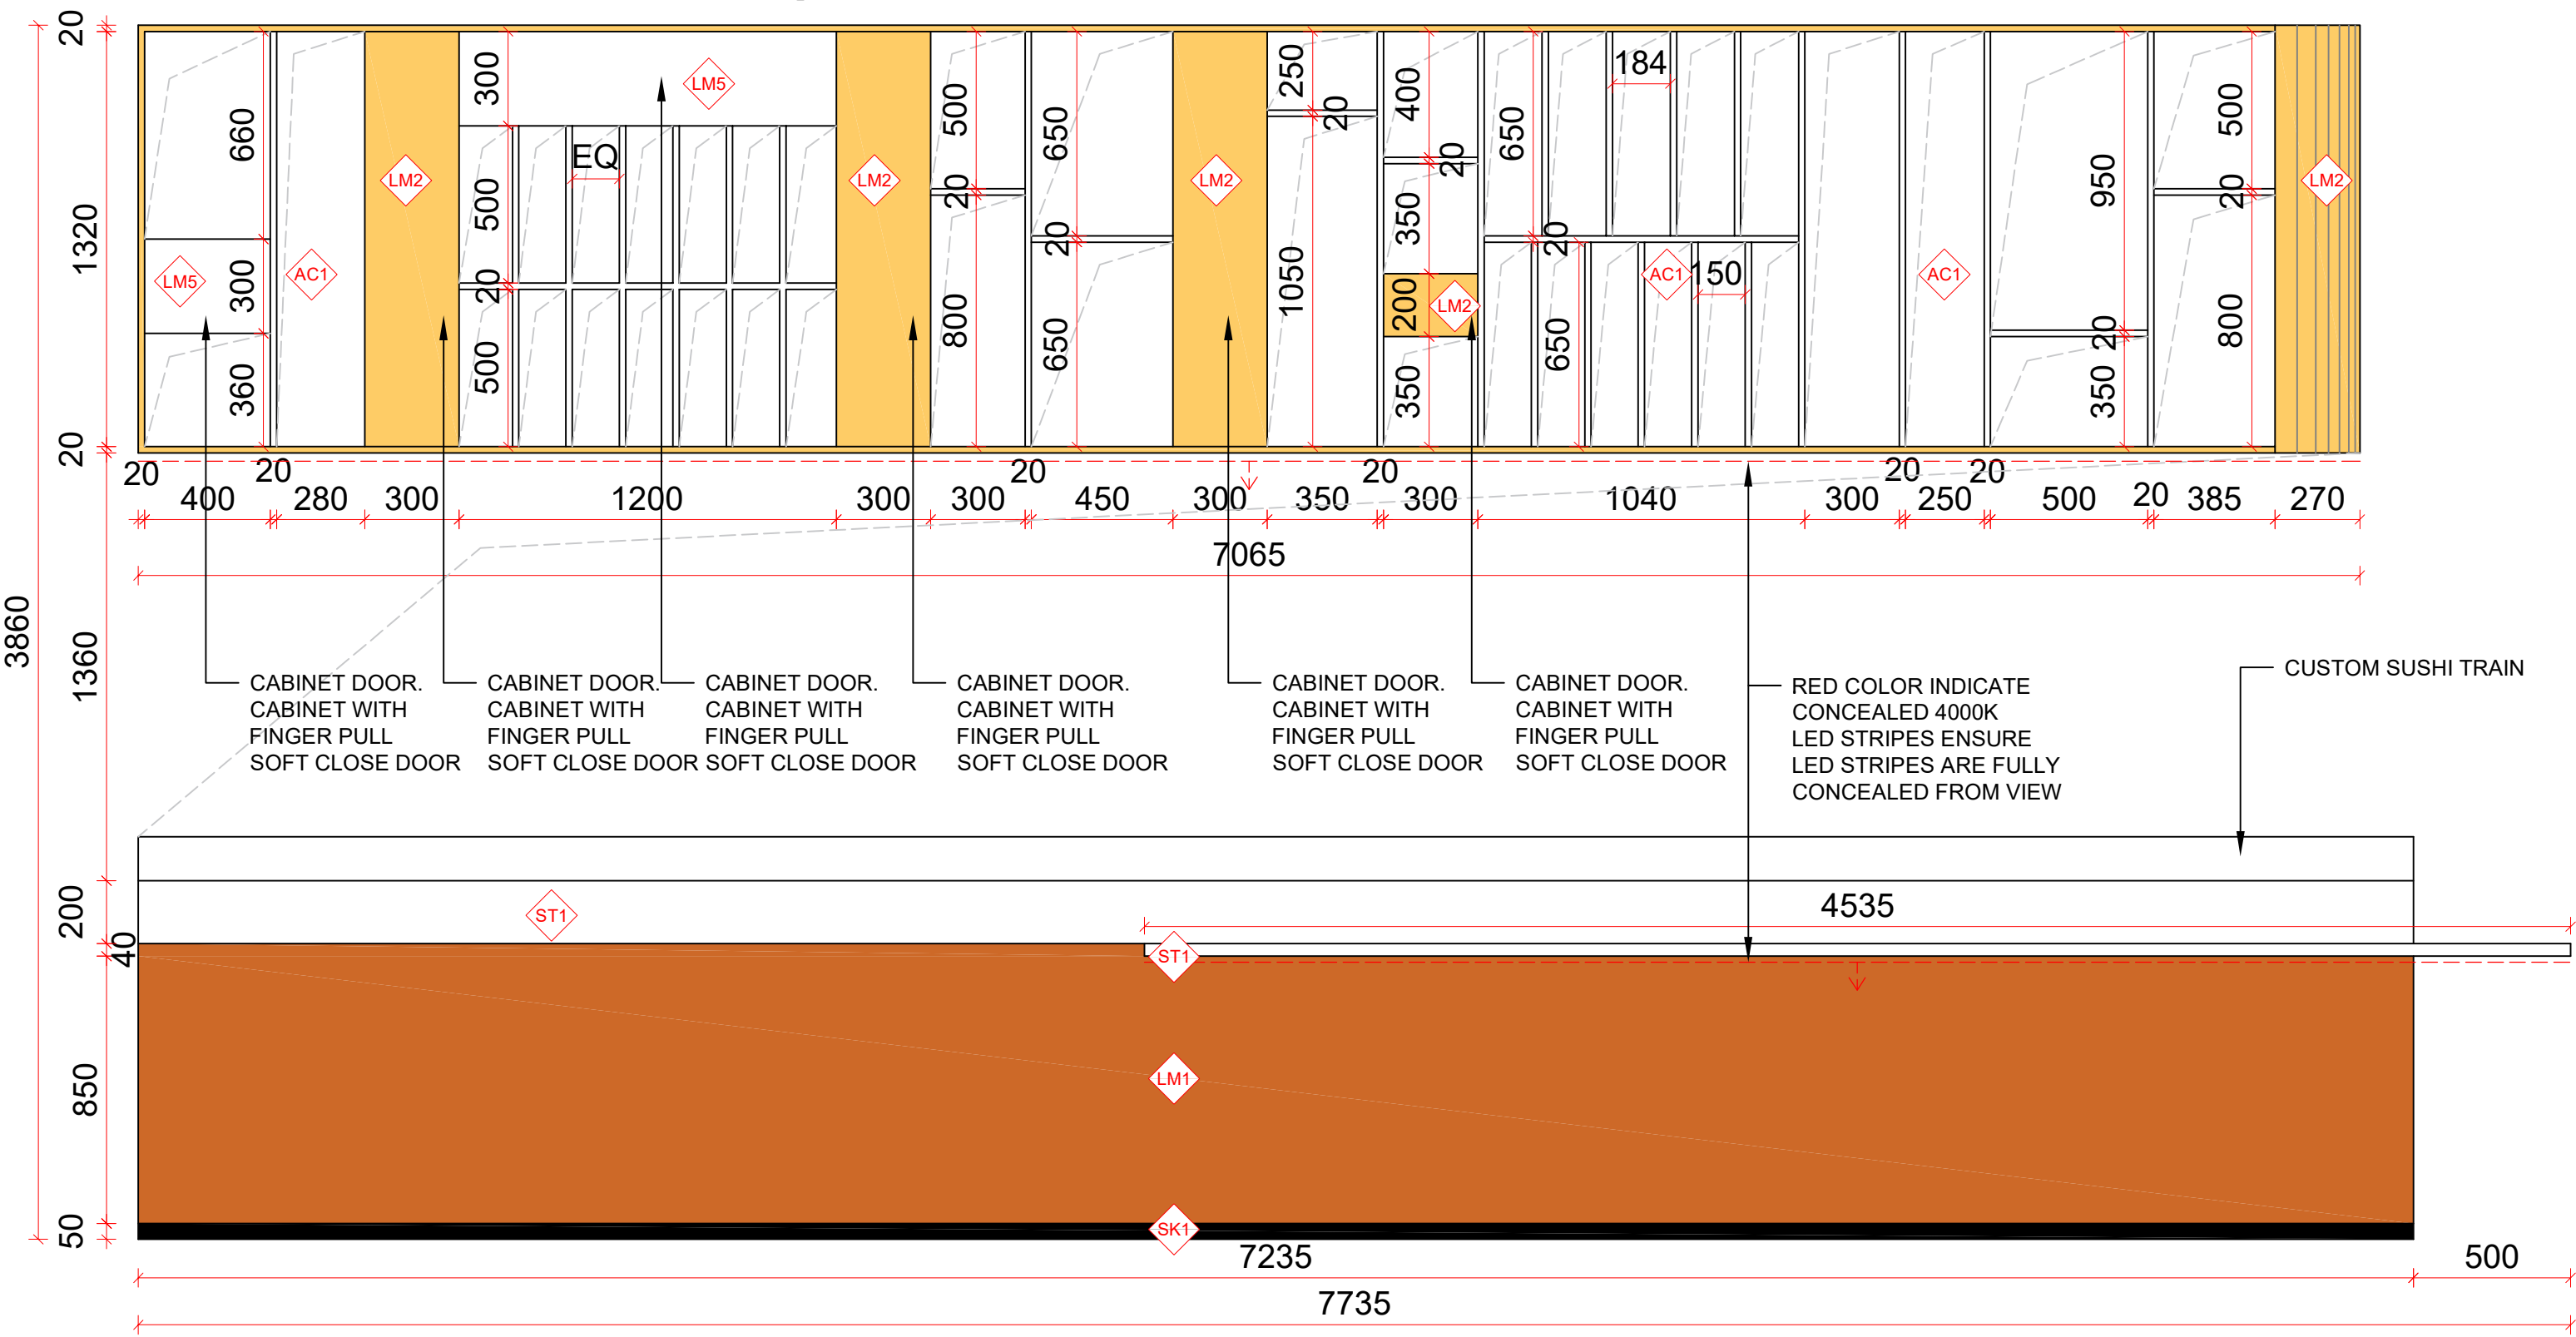 20
300
LM5
250
184
660
500
650
400
650
500
EQ
20
950
LM2
LM2
LM2
20
LM2
500
20
20
1320
350
20
20
LM5
300
AC1
20
1050
AC1
150
AC1
200
LM2
360
500
800
650
350
650
20
350
800
20
20
20
20
20
20
20
20
400
280
300
1200
300
300
450
300
350
300
1040
300
250
500
385
270
7065
3860
1360
CABINET DOOR.
CABINET WITH
FINGER PULL
SOFT CLOSE DOOR
CABINET DOOR.
CABINET WITH
FINGER PULL
SOFT CLOSE DOOR
CABINET DOOR.
CABINET WITH
FINGER PULL
SOFT CLOSE DOOR
CABINET DOOR.
CABINET WITH
FINGER PULL
SOFT CLOSE DOOR
CABINET DOOR.
CABINET WITH
FINGER PULL
SOFT CLOSE DOOR
CABINET DOOR.
CABINET WITH
FINGER PULL
SOFT CLOSE DOOR
RED COLOR INDICATE
CONCEALED 4000K
LED STRIPES ENSURE
LED STRIPES ARE FULLY
CONCEALED FROM VIEW
CUSTOM SUSHI TRAIN
200
ST1
4535
40
ST1
850
LM1
50
SK1
7235
500
7735